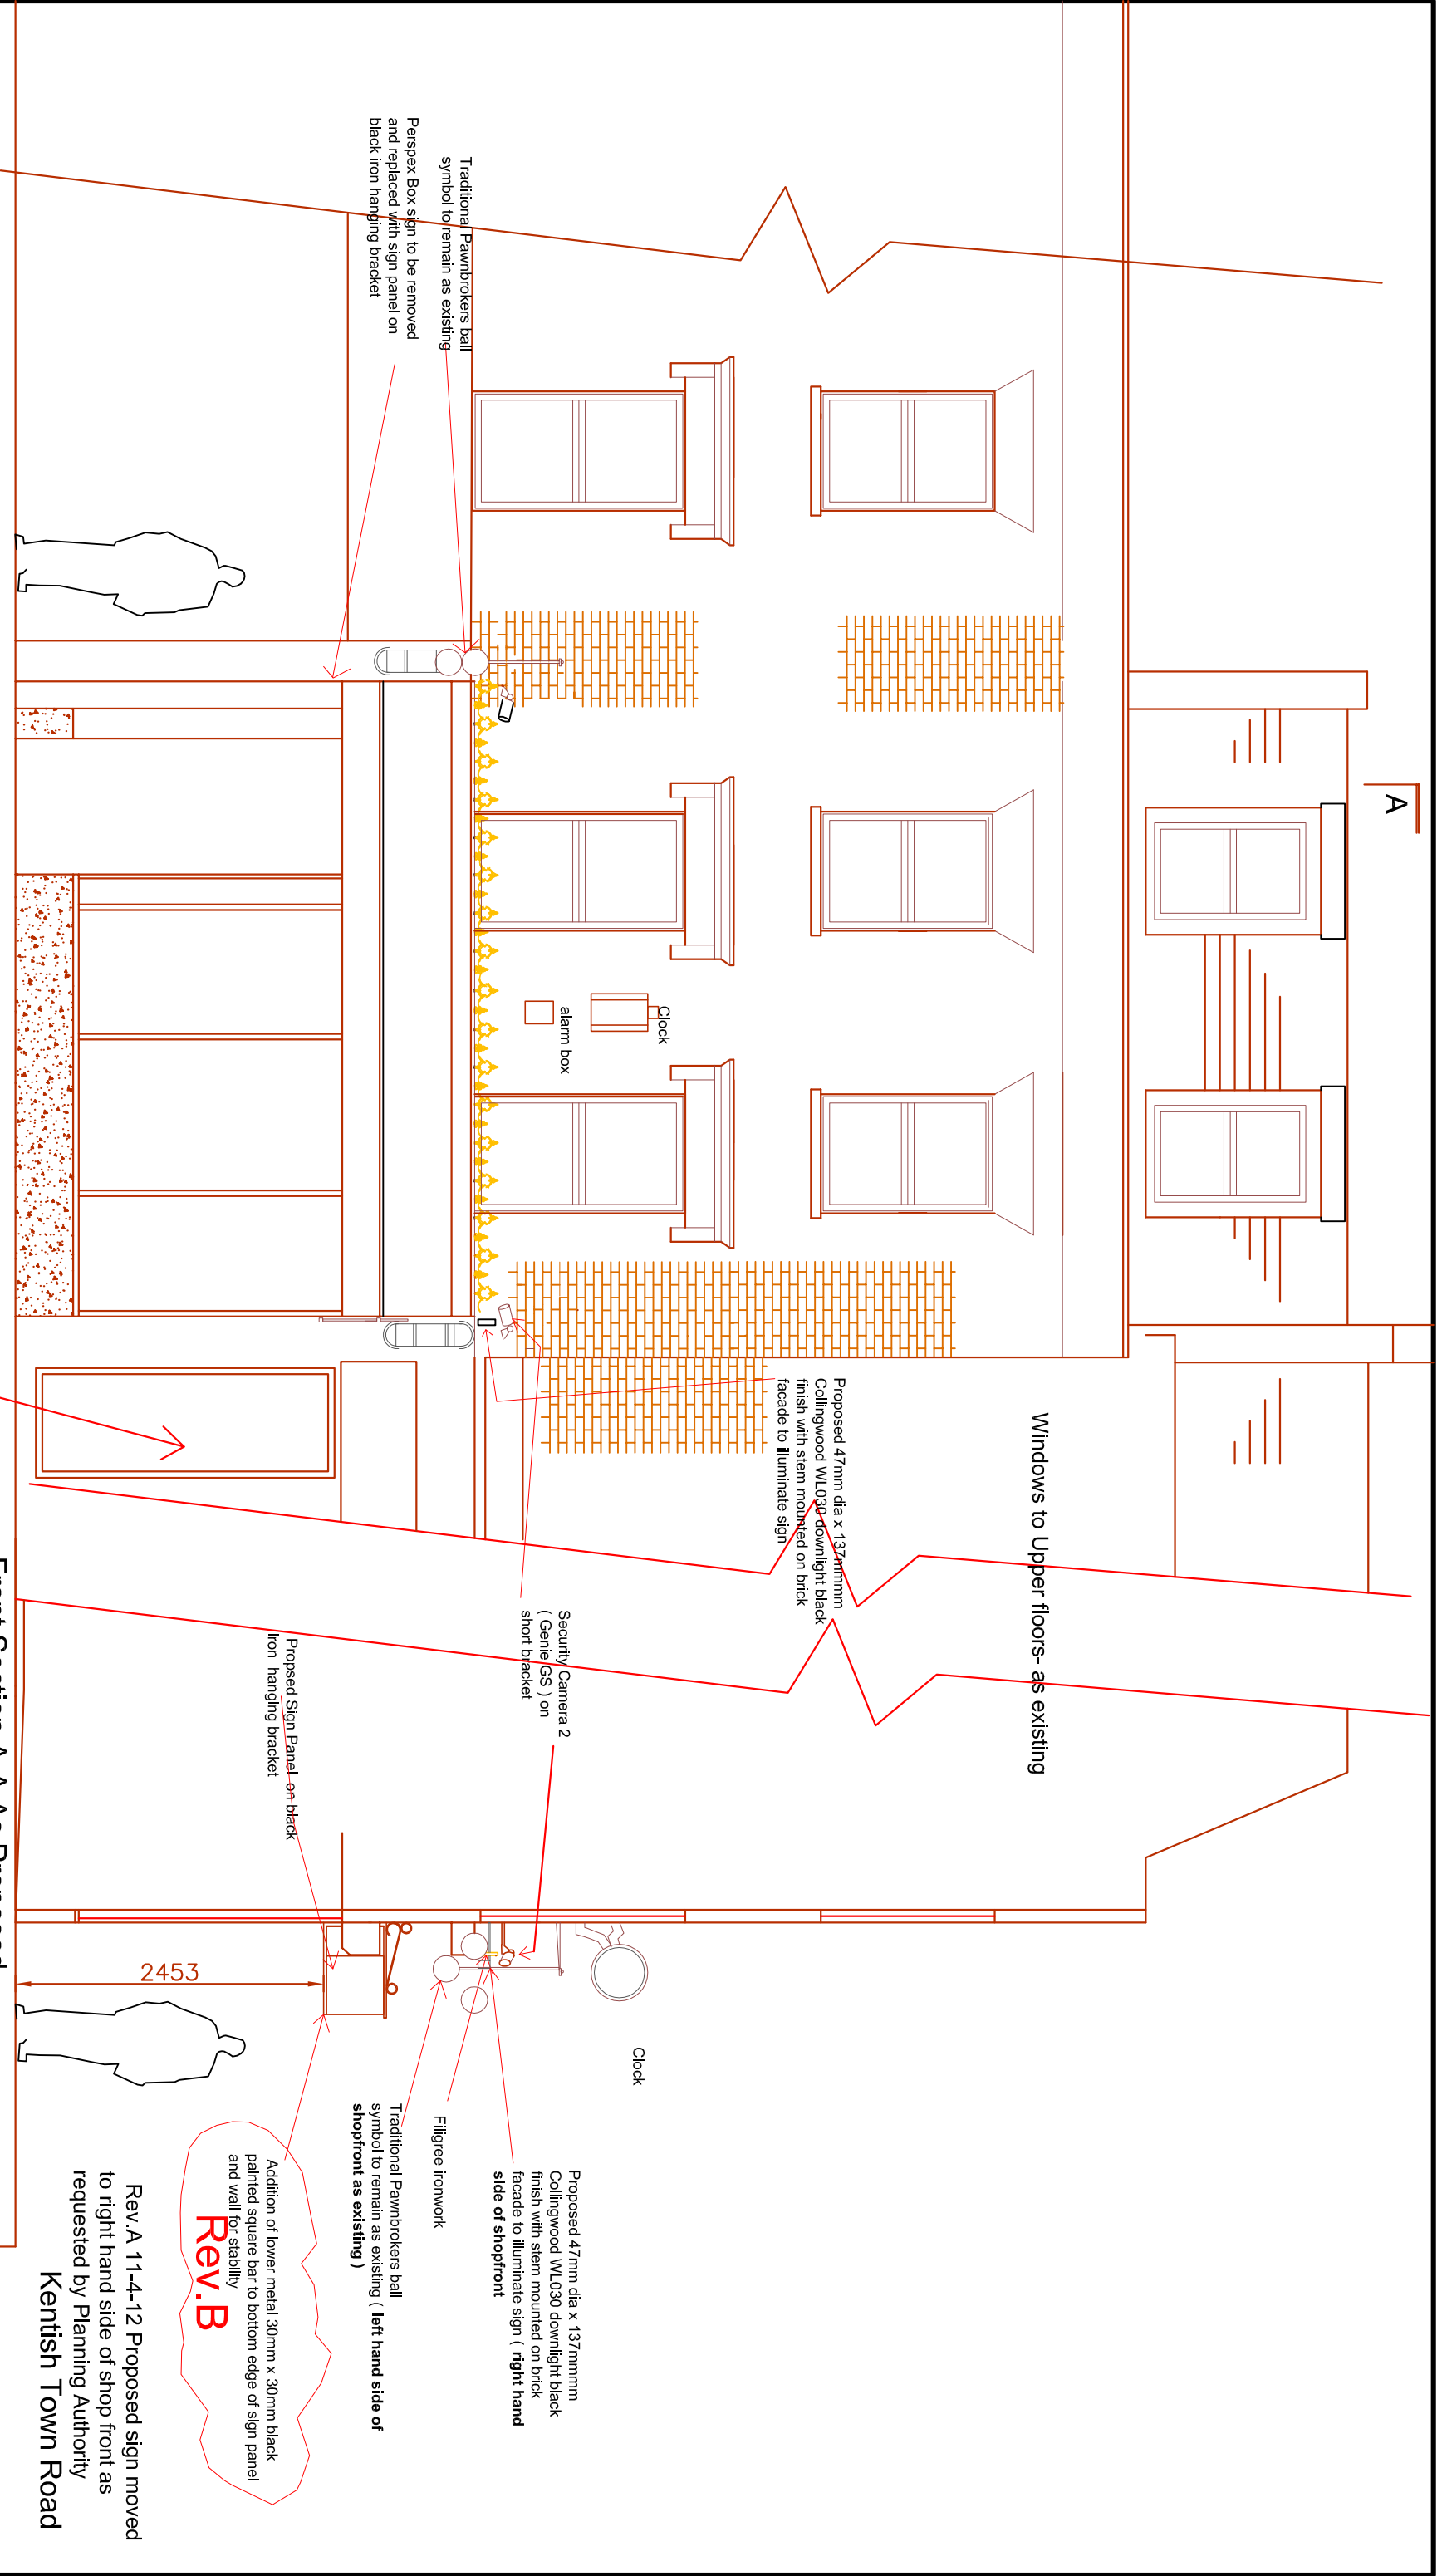 A
Traditional Pawnbrokers ball
symbol to remain as existing
Perspex Box sign to be removed
and replaced with sign panel on
black iron hanging bracket
Clock
alarm box
Windows to Upper floors- as existing
Proposed 47mm dia x 137mmmm
Collingwood WL030 downlight black
finish with stem mounted on brick
facade to illuminate sign
Security Camera 2
( Genie GS ) on
short bracket
Propsed Sign Panel on black
iron hanging bracket
Clock
Proposed 47mm dia x 137mmmm
Collingwood WL030 downlight black
finish with stem mounted on brick
facade to illuminate sign ( right hand
side of shopfront
Filigree ironwork
Traditional Pawnbrokers ball
symbol to remain as existing ( left hand side of
shopfront as existing )
2453
Addition of lower metal 30mm x 30mm black
painted square bar to bottom edge of sign panel
and wall for stability
Rev.B
Rev.A 11-4-12 Proposed sign moved
to right hand side of shop front as
requested by Planning Authority
Kentish Town Road
Front Section A-A As Proposed